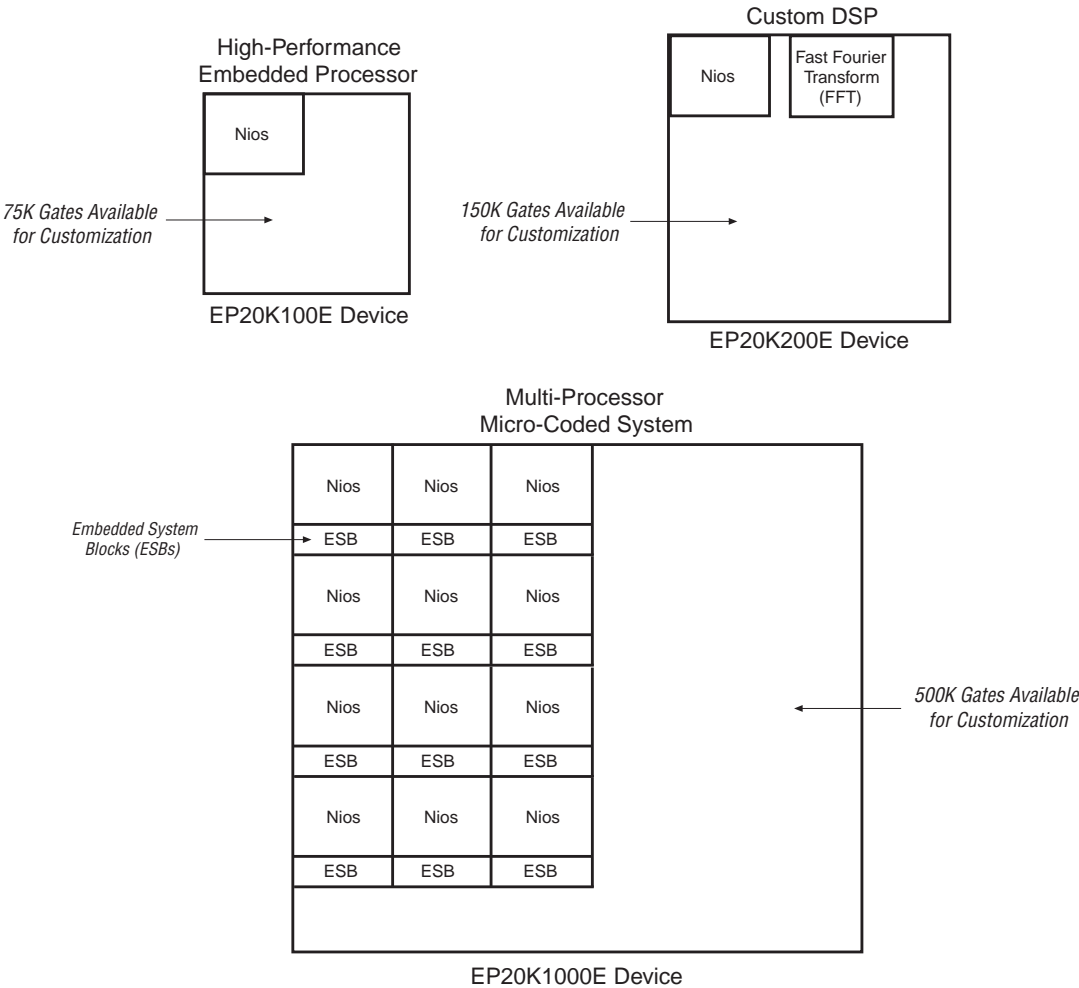 High-Performance
Embedded Processor
Nios
75K Gates Available
for Customization
EP20K100E Device
Custom DSP
Nios
Fast Fourier
Transform
(FFT)
150K Gates Available
for Customization
EP20K200E Device
Multi-Processor
Micro-Coded System
Nios Nios Nios
Embedded System
Blocks (ESBs)
ESB ESB ESB
Nios Nios Nios
ESB ESB ESB
Nios Nios Nios
500K Gates Available
for Customization
ESB ESB ESB
Nios Nios Nios
ESB ESB ESB
EP20K1000E Device